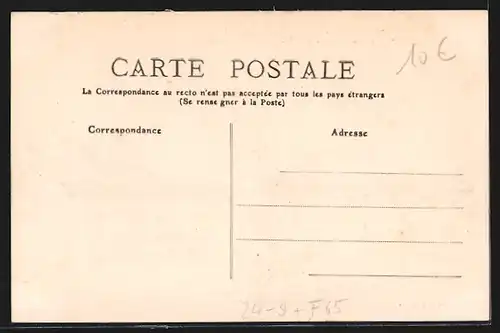 10€
CARTE POSTALE
La Correspondance au recto n'est pas acceptée par tous les pays étrangers
(Se rense gner à la Poste)
Correspondance
Adresse
24-9+F65